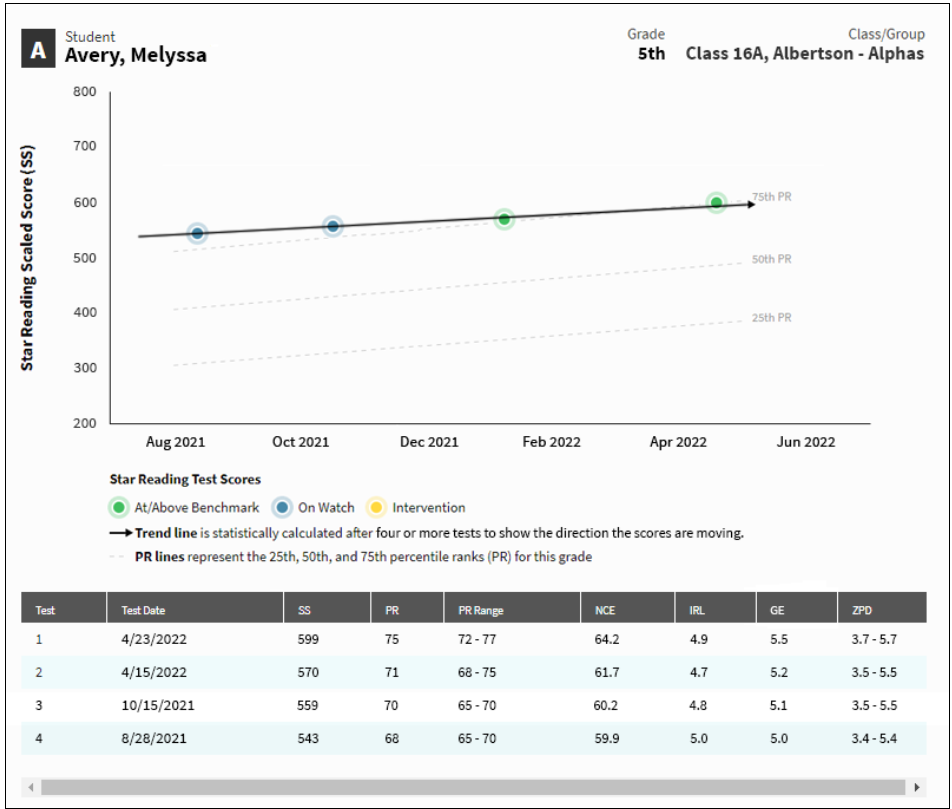 A
Student
Avery, Melyssa
Grade
5th
Class/Group
Class 16A, Albertson - Alphas
Star Reading Scaled Score (SS)
800
700
600
500
400
300
200
75th PR
50th PR
25th PR
Aug 2021 Oct 2021 Dec 2021 Feb 2022 Apr 2022 Jun 2022
Star Reading Test Scores
At/Above Benchmark On Watch Intervention
Trend line is statistically calculated after four or more tests to show the direction the scores are moving.
PR lines represent the 25th, 50th, and 75th percentile ranks (PR) for this grade
Test Test Date SS PR PR Range NCE IRL GE ZPD
1 4/23/2022 599 75 72 - 77 64.2 4.9 5.5 3.7 - 5.7
2 4/15/2022 570 71 68 - 75 61.7 4.7 5.2 3.5 - 5.5
3 10/15/2021 559 70 65 - 70 60.2 4.8 5.1 3.5 - 5.5
4 8/28/2021 543 68 65 - 70 59.9 5.0 5.0 3.4 - 5.4